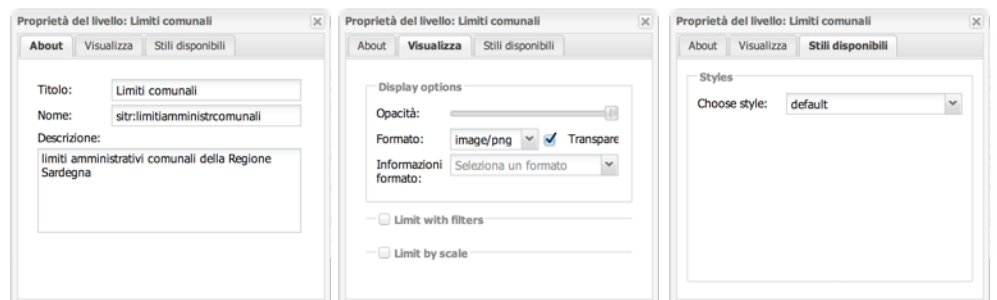 Proprietà del livello: Limiti comunali
About Visualizza Stili disponibili
Titolo: Limiti comunali
Nome: sitr:limitiamministrcomunali
Descrizione:
limiti amministrativi comunali della Regione
Sardegna
Proprietà del livello: Limiti comunali
About Visualizza Stili disponibili
Display options
Opacità:
Formato: image/png Transpare
Informazioni formato: Seleziona un formato
Limit with filters
Limit by scale
Proprietà del livello: Limiti comunali
About Visualizza Stili disponibili
Styles
Choose style: default